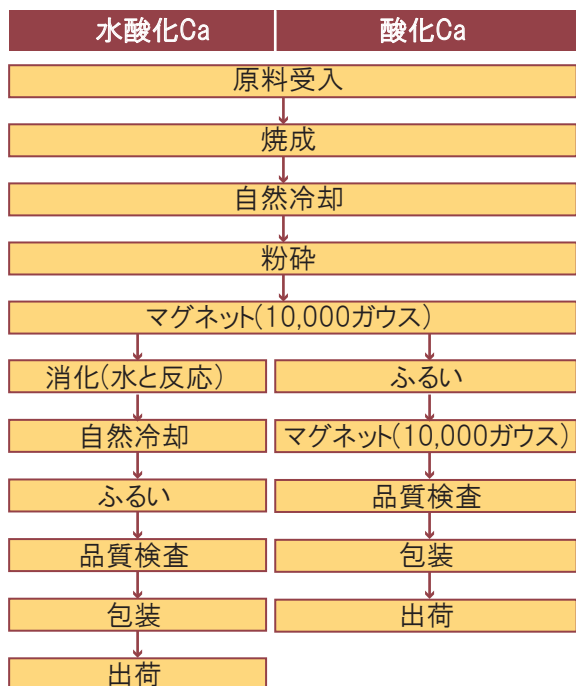 水酸化Ca
酸化Ca
原料受入
焼成
自然冷却
粉砕
マグネット(10,000ガウス)
消化(水と反応)
ふるい
自然冷却
マグネット(10,000ガウス)
ふるい
品質検査
品質検査
包装
包装
出荷
出荷